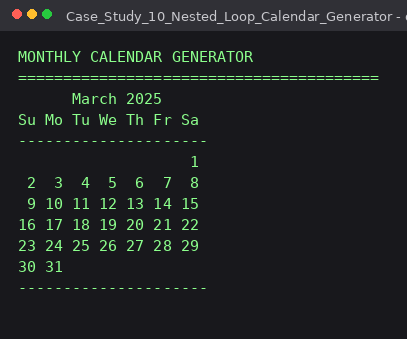 Case_Study_10_Nested_Loop_Calendar_Generator -
MONTHLY CALENDAR GENERATOR
========================================
      March 2025
Su Mo Tu We Th Fr Sa
---------------------
                   1
 2  3  4  5  6  7  8
 9 10 11 12 13 14 15
16 17 18 19 20 21 22
23 24 25 26 27 28 29
30 31
---------------------